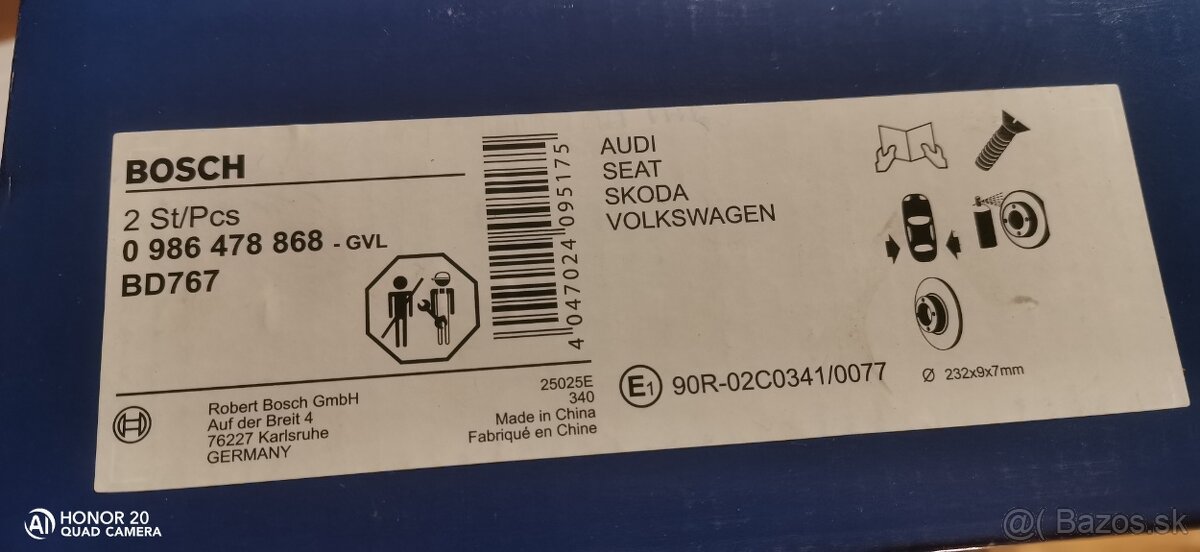 BOSCH
2 St/Pcs
0 986 478 868 - GVL
BD767
4 047024 095175
AUDI
SEAT
SKODA
VOLKSWAGEN
Robert Bosch GmbH
Auf der Breit 4
76227 Karlsruhe
GERMANY
25025E
340
Made in China
Fabriqué en Chine
E1 90R-02C0341/0077
Ø 232x9x7mm
AI HONOR 20
QUAD CAMERA
@( Bazos.sk